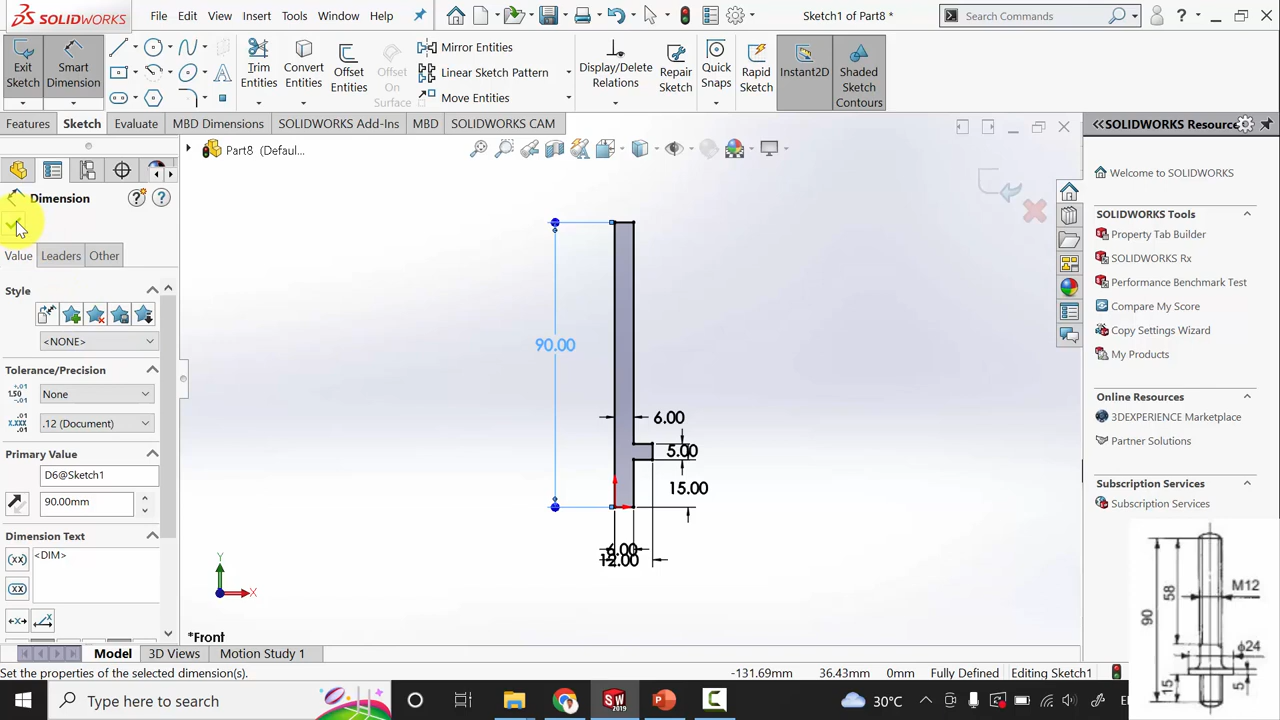 SOLIDWORKS
File Edit View Insert Tools Window Help
Sketch1 of Part8 *
Search Commands
Exit Sketch
Smart Dimension
Trim Entities
Convert Entities
Offset Entities
Offset On Surface
Mirror Entities
Linear Sketch Pattern
Move Entities
Display/Delete Relations
Repair Sketch
Quick Snaps
Rapid Sketch
Instant2D
Shaded Sketch Contours
Features Sketch Evaluate MBD Dimensions SOLIDWORKS Add-Ins MBD SOLIDWORKS CAM
Part8 (Defaul...
Dimension
Value Leaders Other
Style
<NONE>
Tolerance/Precision
None
.12 (Document)
Primary Value
D6@Sketch1
90.00mm
Dimension Text
<DIM>
90.00
6.00
5.00
15.00
6.00
12.00
Y
X
*Front
Model 3D Views Motion Study 1
Set the properties of the selected dimension(s).
-131.69mm 36.43mm 0mm Fully Defined Editing Sketch1
SOLIDWORKS Resourc
Welcome to SOLIDWORKS
SOLIDWORKS Tools
Property Tab Builder
SOLIDWORKS Rx
Performance Benchmark Test
Compare My Score
Copy Settings Wizard
My Products
Online Resources
3DEXPERIENCE Marketplace
Partner Solutions
Subscription Services
Subscription Services
90
58
M12
ϕ24
15
5
Type here to search
SW
2019
30°C